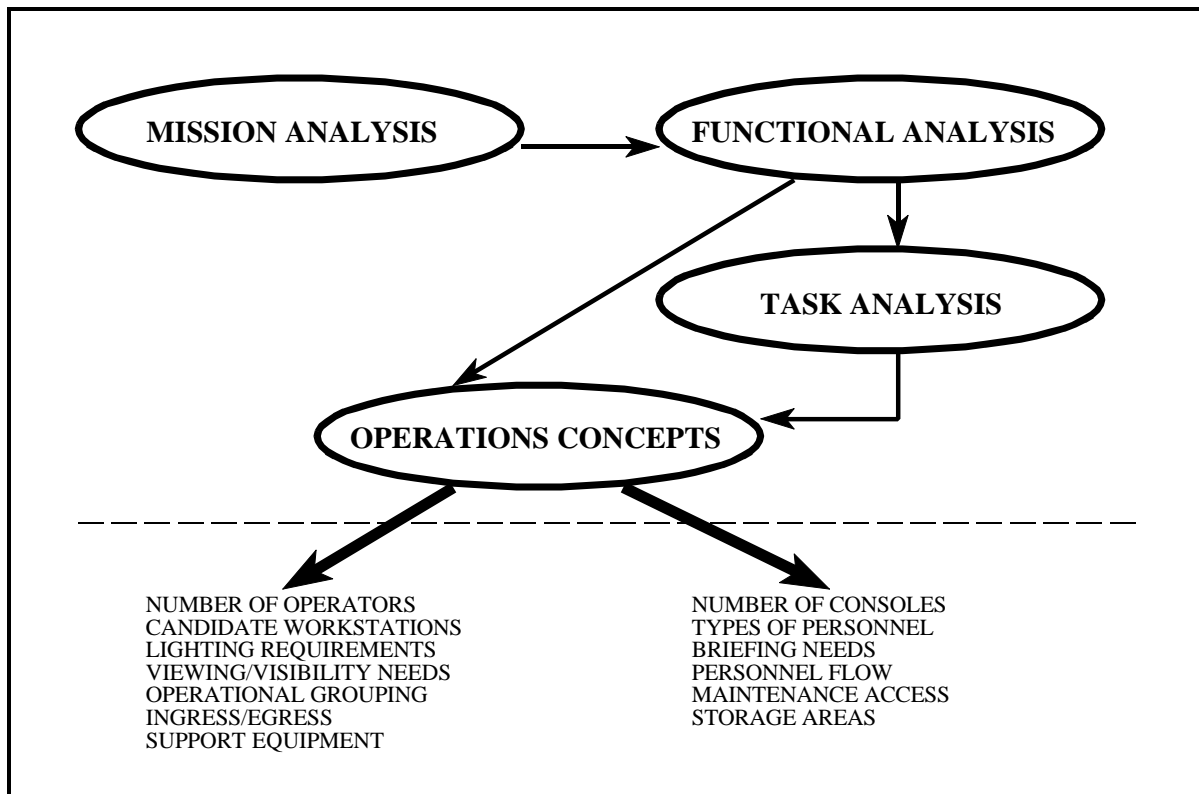 MISSION ANALYSIS
FUNCTIONAL ANALYSIS
TASK ANALYSIS
OPERATIONS CONCEPTS
NUMBER OF OPERATORS
CANDIDATE WORKSTATIONS
LIGHTING REQUIREMENTS
VIEWING/VISIBILITY NEEDS
OPERATIONAL GROUPING
INGRESS/EGRESS
SUPPORT EQUIPMENT
NUMBER OF CONSOLES
TYPES OF PERSONNEL
BRIEFING NEEDS
PERSONNEL FLOW
MAINTENANCE ACCESS
STORAGE AREAS